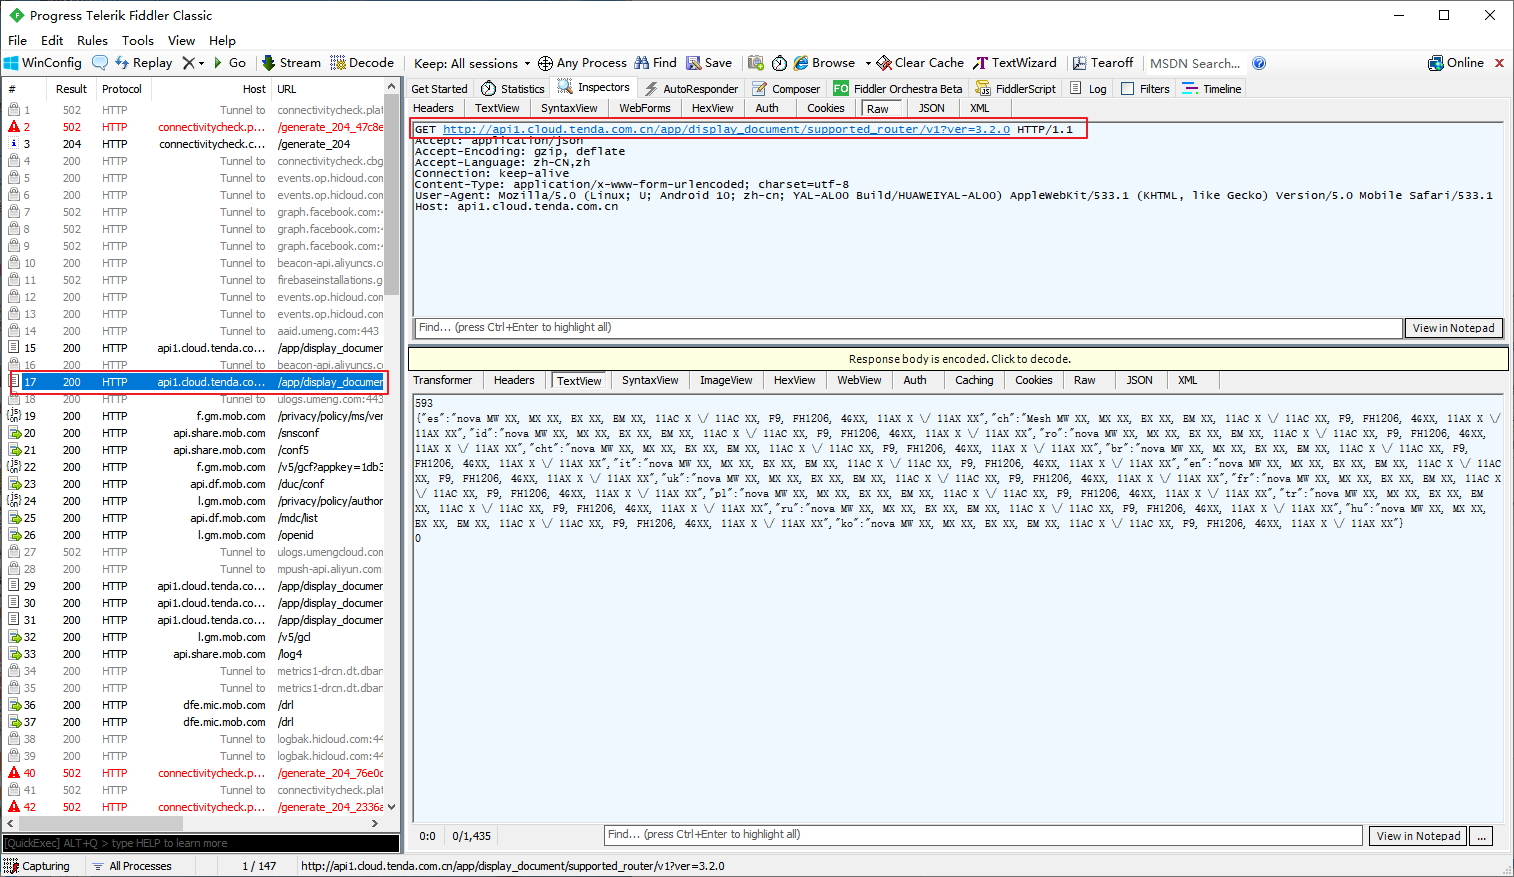 Progress Telerik Fiddler Classic
File Edit Rules Tools View Help
WinConfig Replay Go Stream Decode Keep: All sessions Any Process Find Save Browse Clear Cache TextWizard Tearoff MSDN Search... Online
# Result Protocol Host URL
1 502 HTTP Tunnel to connectivitycheck.plat
2 502 HTTP connectivitycheck.p... /generate_204_47c8e
3 204 HTTP connectivitycheck.c... /generate_204
4 200 HTTP Tunnel to connectivitycheck.cbg
5 200 HTTP Tunnel to events.op.hicloud.com
6 200 HTTP Tunnel to events.op.hicloud.com
7 502 HTTP Tunnel to graph.facebook.com:4
8 502 HTTP Tunnel to graph.facebook.com:4
9 502 HTTP Tunnel to graph.facebook.com:4
10 200 HTTP Tunnel to beacon-api.aliyuncs.co
11 502 HTTP Tunnel to firebaseinstallations.g
12 200 HTTP Tunnel to events.op.hicloud.com
13 200 HTTP Tunnel to events.op.hicloud.com
14 200 HTTP Tunnel to aaid.umeng.com:443
15 200 HTTP api1.cloud.tenda.co... /app/display_documer
16 200 HTTP Tunnel to beacon-api.aliyuncs.co
17 200 HTTP api1.cloud.tenda.co... /app/display_documer
18 200 HTTP Tunnel to ulogs.umeng.com:443
19 200 HTTP f.gm.mob.com /privacy/policy/ms/ver
20 200 HTTP api.share.mob.com /snsconf
21 200 HTTP api.share.mob.com /conf5
22 200 HTTP f.gm.mob.com /v5/gcf?appkey=1db3
23 200 HTTP api.df.mob.com /duc/conf
24 200 HTTP l.gm.mob.com /privacy/policy/author
25 200 HTTP api.df.mob.com /mdc/list
26 200 HTTP l.gm.mob.com /openid
27 502 HTTP Tunnel to ulogs.umengcloud.com
28 200 HTTP Tunnel to mpush-api.aliyun.com:
29 200 HTTP api1.cloud.tenda.co... /app/display_documer
30 200 HTTP api1.cloud.tenda.co... /app/display_documer
31 200 HTTP api1.cloud.tenda.co... /app/display_documer
32 200 HTTP l.gm.mob.com /v5/gcl
33 200 HTTP api.share.mob.com /log4
34 200 HTTP Tunnel to metrics1-drcn.dt.dban
35 200 HTTP Tunnel to metrics1-drcn.dt.dban
36 200 HTTP dfe.mic.mob.com /drl
37 200 HTTP dfe.mic.mob.com /drl
38 200 HTTP Tunnel to logbak.hicloud.com:44
39 200 HTTP Tunnel to logbak.hicloud.com:44
40 502 HTTP connectivitycheck.p... /generate_204_76e0c
41 502 HTTP Tunnel to connectivitycheck.plat
42 502 HTTP connectivitycheck.p... /generate_204_2336a
[QuickExec] ALT+Q > type HELP to learn more
Capturing All Processes 1 / 147 http://api1.cloud.tenda.com.cn/app/display_document/supported_router/v1?ver=3.2.0
Get Started Statistics Inspectors AutoResponder Composer Fiddler Orchestra Beta FiddlerScript Log Filters Timeline
Headers TextView SyntaxView WebForms HexView Auth Cookies Raw JSON XML
GET http://api1.cloud.tenda.com.cn/app/display_document/supported_router/v1?ver=3.2.0 HTTP/1.1
Accept: application/json
Accept-Encoding: gzip, deflate
Accept-Language: zh-CN,zh
Connection: keep-alive
Content-Type: application/x-www-form-urlencoded; charset=utf-8
User-Agent: Mozilla/5.0 (Linux; U; Android 10; zh-cn; YAL-AL00 Build/HUAWEIYAL-AL00) AppleWebKit/533.1 (KHTML, like Gecko) Version/5.0 Mobile Safari/533.1
Host: api1.cloud.tenda.com.cn
Find... (press Ctrl+Enter to highlight all) View in Notepad
Response body is encoded. Click to decode.
Transformer Headers TextView SyntaxView ImageView HexView WebView Auth Caching Cookies Raw JSON XML
593
{"es":"nova MW XX, MX XX, EX XX, EM XX, 11AC X \/ 11AC XX, F9, FH1206, 4GXX, 11AX X \/ 11AX XX","ch":"Mesh MW XX, MX XX, EX XX, EM XX, 11AC X \/ 11AC XX, F9, FH1206, 4GXX, 11AX X \/
11AX XX","id":"nova MW XX, MX XX, EX XX, EM XX, 11AC X \/ 11AC XX, F9, FH1206, 4GXX, 11AX X \/ 11AX XX","ro":"nova MW XX, MX XX, EX XX, EM XX, 11AC X \/ 11AC XX, F9, FH1206, 4GXX,
11AX X \/ 11AX XX","cht":"nova MW XX, MX XX, EX XX, EM XX, 11AC X \/ 11AC XX, F9, FH1206, 4GXX, 11AX X \/ 11AX XX","br":"nova MW XX, MX XX, EX XX, EM XX, 11AC X \/ 11AC XX, F9,
FH1206, 4GXX, 11AX X \/ 11AX XX","it":"nova MW XX, MX XX, EX XX, EM XX, 11AC X \/ 11AC XX, F9, FH1206, 4GXX, 11AX X \/ 11AX XX","en":"nova MW XX, MX XX, EX XX, EM XX, 11AC X \/ 11AC
XX, F9, FH1206, 4GXX, 11AX X \/ 11AX XX","uk":"nova MW XX, MX XX, EX XX, EM XX, 11AC X \/ 11AC XX, F9, FH1206, 4GXX, 11AX X \/ 11AX XX","fr":"nova MW XX, MX XX, EX XX, EM XX, 11AC X
\/ 11AC XX, F9, FH1206, 4GXX, 11AX X \/ 11AX XX","pl":"nova MW XX, MX XX, EX XX, EM XX, 11AC X \/ 11AC XX, F9, FH1206, 4GXX, 11AX X \/ 11AX XX","tr":"nova MW XX, MX XX, EX XX, EM
XX, 11AC X \/ 11AC XX, F9, FH1206, 4GXX, 11AX X \/ 11AX XX","ru":"nova MW XX, MX XX, EX XX, EM XX, 11AC X \/ 11AC XX, F9, FH1206, 4GXX, 11AX X \/ 11AX XX","hu":"nova MW XX, MX XX,
EX XX, EM XX, 11AC X \/ 11AC XX, F9, FH1206, 4GXX, 11AX X \/ 11AX XX","ko":"nova MW XX, MX XX, EX XX, EM XX, 11AC X \/ 11AC XX, F9, FH1206, 4GXX, 11AX X \/ 11AX XX"}
0
0:0 0/1,435 Find... (press Ctrl+Enter to highlight all) View in Notepad ...